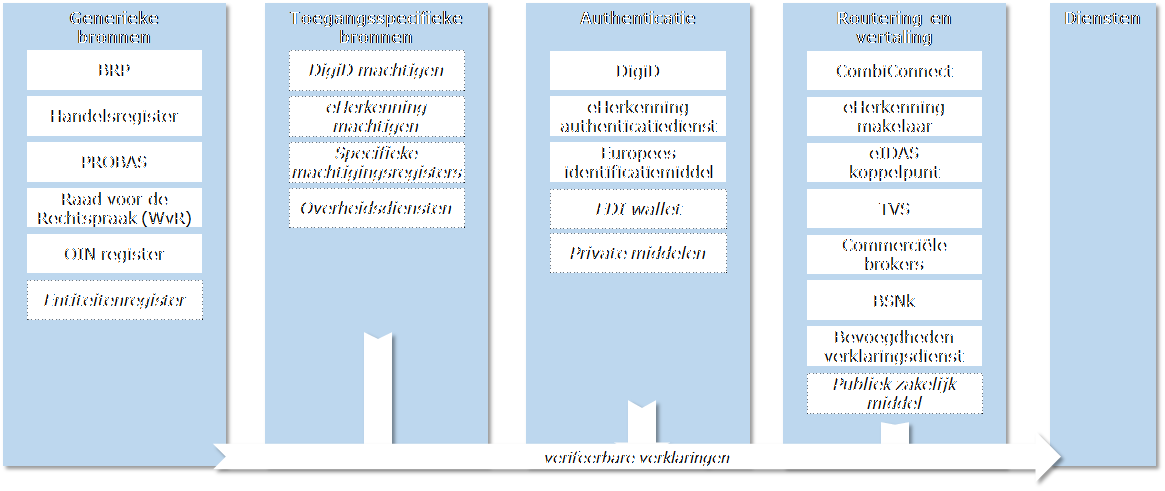 Generieke
bronnen
BRP
Handelsregister
PROBAS
Raad voor de
Rechtspraak (WvR)
OIN register
Entiteitenregister
Toegangsspecifieke
bronnen
DigiD machtigen
eHerkenning
machtigen
Specifieke
machtigingsregisters
Overheidsdiensten
Authenticatie
DigiD
eHerkenning
authenticatiedienst
Europees
identificatiemiddel
EDI wallet
Private middelen
Routering en
vertaling
CombiConnect
eHerkenning
makelaar
eIDAS
koppelpunt
TVS
Commerciële
brokers
BSNk
Bevoegdheden
verklaringsdienst
Publiek zakelijk
middel
Diensten
verifeerbare verklaringen